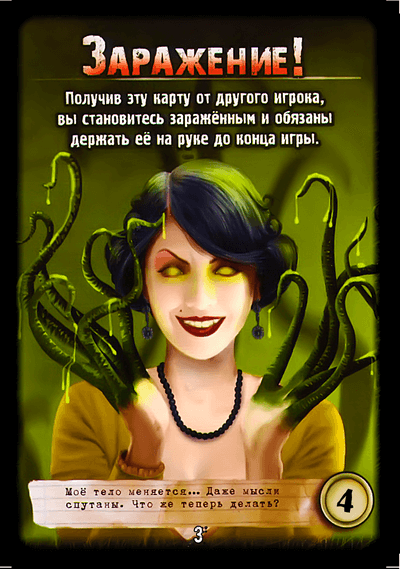 Заражение!
Получив эту карту от другого игрока,
вы становитесь заражённым и обязаны
держать её на руке до конца игры.
Моё тело меняется... Даже мысли
спутаны. Что же теперь делать?
4
3